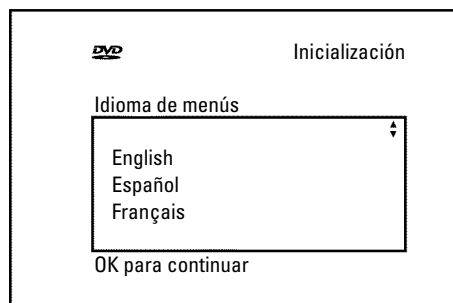 DVD
Inicialización
Idioma de menús
English
Español
Français
OK para continuar